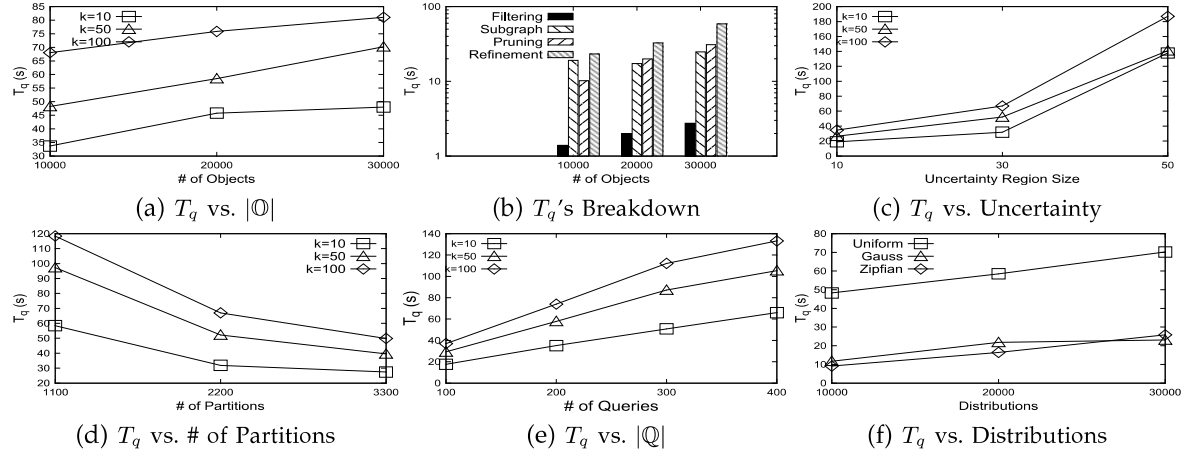 85
80
75
70
65
60
55
50
45
40
35
30
T_q (s)
k=10
k=50
k=100
10000 20000 30000
# of Objects
(a) T_q vs. |𝕆|
100
10
1
T_q (s)
Filtering
Subgraph
Pruning
Refinement
10000 20000 30000
# of Objects
(b) T_q's Breakdown
200
180
160
140
120
100
80
60
40
20
0
T_q (s)
k=10
k=50
k=100
10 30 50
Uncertainty Region Size
(c) T_q vs. Uncertainty
120
110
100
90
80
70
60
50
40
30
20
T_q (s)
k=10
k=50
k=100
1100 2200 3300
# of Partitions
(d) T_q vs. # of Partitions
140
120
100
80
60
40
20
0
T_q (s)
k=10
k=50
k=100
100 200 300 400
# of Queries
(e) T_q vs. |ℚ|
80
70
60
50
40
30
20
10
0
T_q (s)
Uniform
Gauss
Zipfian
10000 20000 30000
Distributions
(f) T_q vs. Distributions